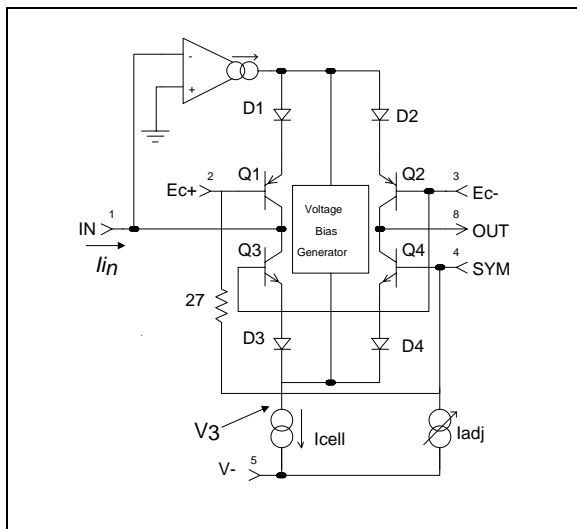 -
+
D1
D2
2
Q1
Q2
3
Ec+
Ec-
Voltage
Bias
Generator
1
IN
8
OUT
Iin
Q3
Q4
4
SYM
27
D3
D4
V3
Icell
Iadj
5
V-